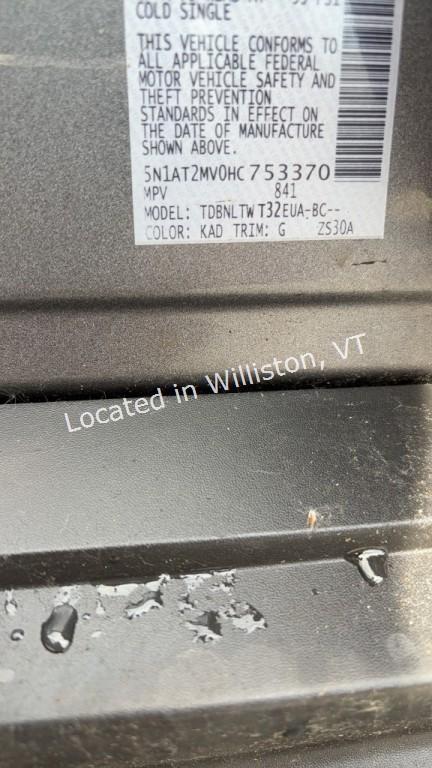 COLD SINGLE
THIS VEHICLE CONFORMS TO
ALL APPLICABLE FEDERAL
MOTOR VEHICLE SAFETY AND
THEFT PREVENTION
STANDARDS IN EFFECT ON
THE DATE OF MANUFACTURE
SHOWN ABOVE.
5N1AT2MV0HC753370
MPV 841
MODEL: TDBNLTWT32EUA-BC--
COLOR: KAD TRIM: G ZS30A
Located in Williston, VT